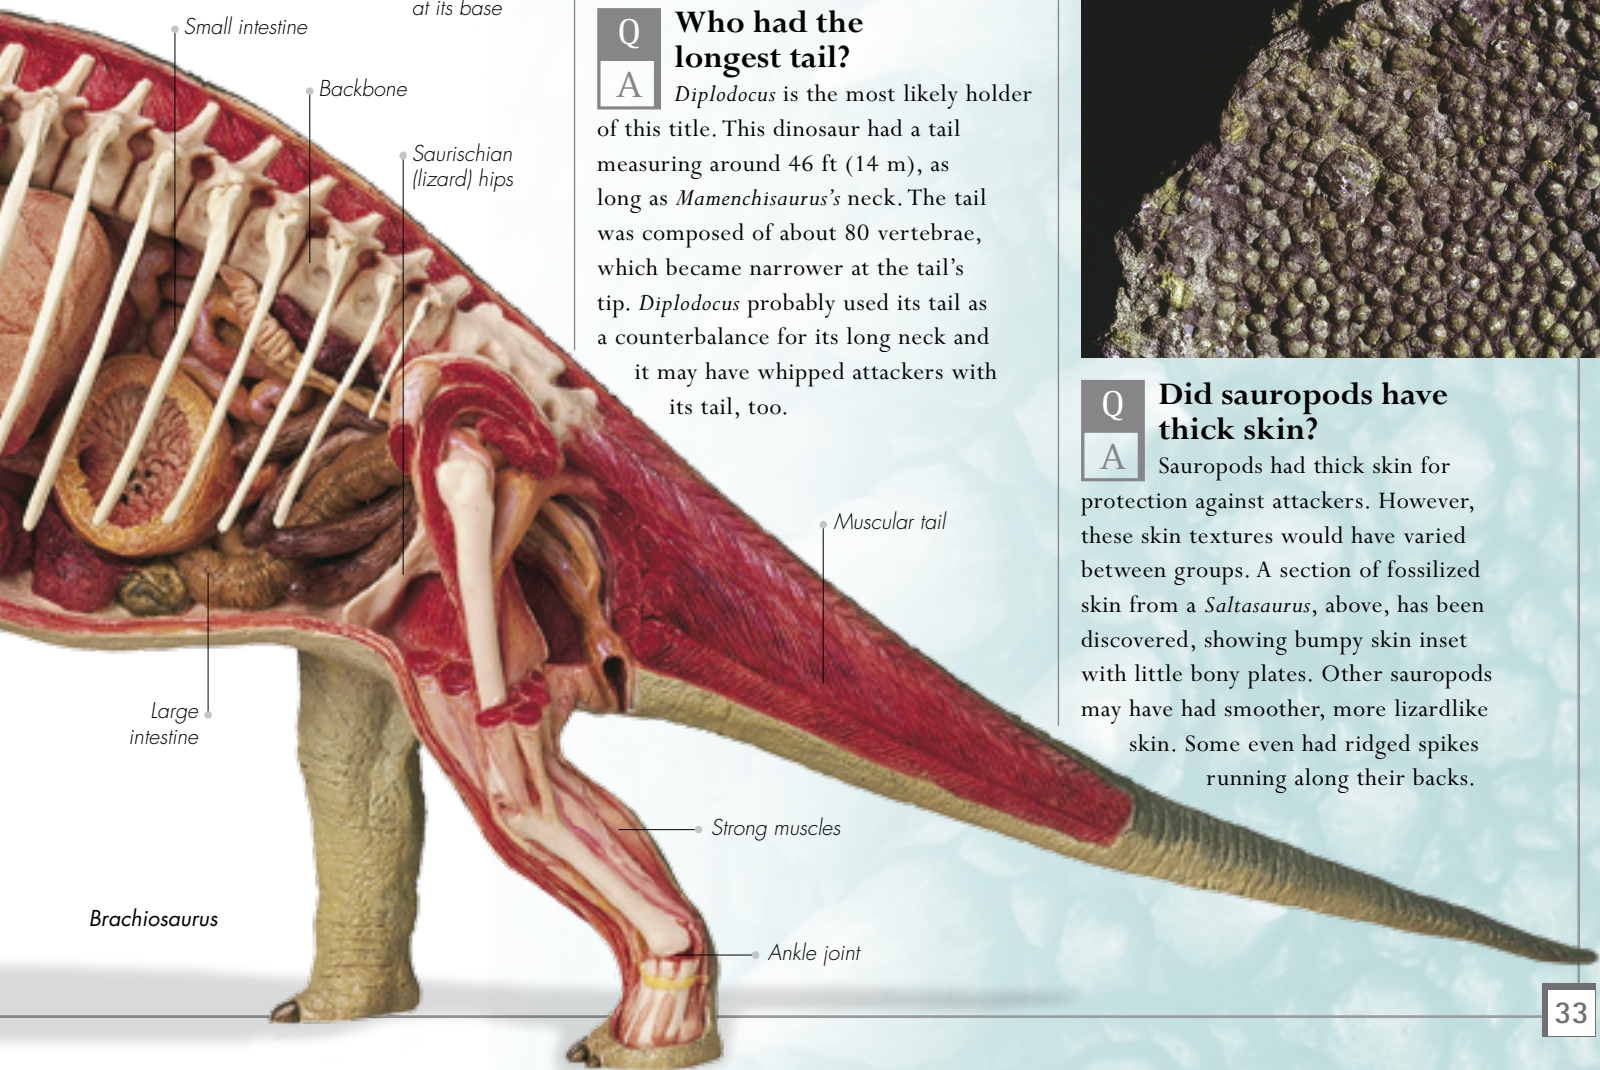 at its base
Small intestine
Backbone
Saurischian
(lizard) hips
Large
intestine
Brachiosaurus
Muscular tail
Strong muscles
Ankle joint
Q
A
Who had the
longest tail?
Diplodocus is the most likely holder
of this title. This dinosaur had a tail
measuring around 46 ft (14 m), as
long as Mamenchisaurus’s neck. The tail
was composed of about 80 vertebrae,
which became narrower at the tail’s
tip. Diplodocus probably used its tail as
a counterbalance for its long neck and
it may have whipped attackers with
its tail, too.
Q
A
Did sauropods have
thick skin?
Sauropods had thick skin for
protection against attackers. However,
these skin textures would have varied
between groups. A section of fossilized
skin from a Saltasaurus, above, has been
discovered, showing bumpy skin inset
with little bony plates. Other sauropods
may have had smoother, more lizardlike
skin. Some even had ridged spikes
running along their backs.
33